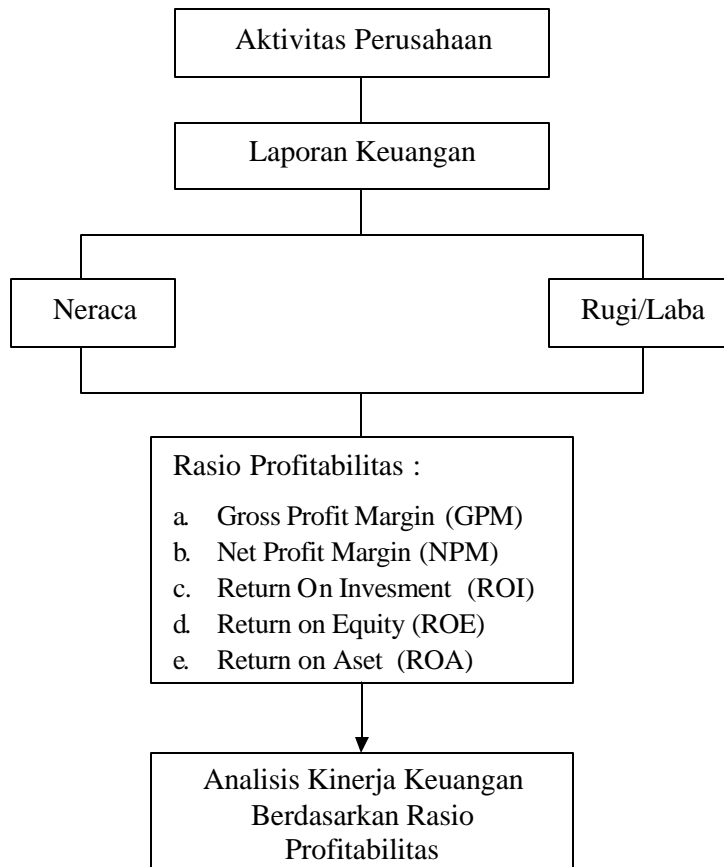 Aktivitas Perusahaan
Laporan Keuangan
Neraca
Rugi/Laba
Rasio Profitabilitas :
a. Gross Profit Margin (GPM)
b. Net Profit Margin (NPM)
c. Return On Invesment (ROI)
d. Return on Equity (ROE)
e. Return on Aset (ROA)
Analisis Kinerja Keuangan
Berdasarkan Rasio
Profitabilitas